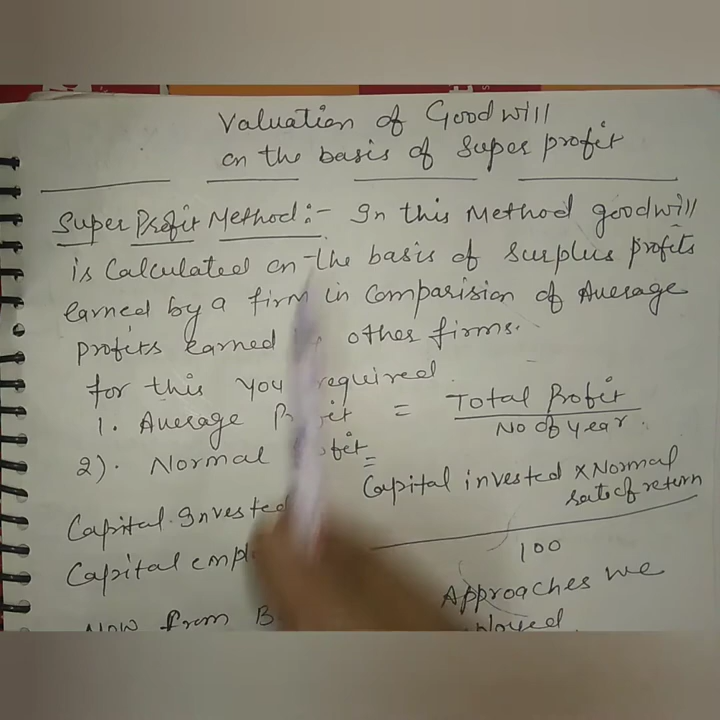 Valuation of Goodwill
on the basis of Super profit
Super Profit Method:- In this Method goodwill
is Calculated on the basis of Surplus profits
earned by a firm in Comparision of Average
profits earned other firms.
for this you required.
1. Average = Total Profit
No of year.
2). Normal =
Capital invested × Normal
rate of return
100
Capital Invested
Capital
Approaches we
Now from